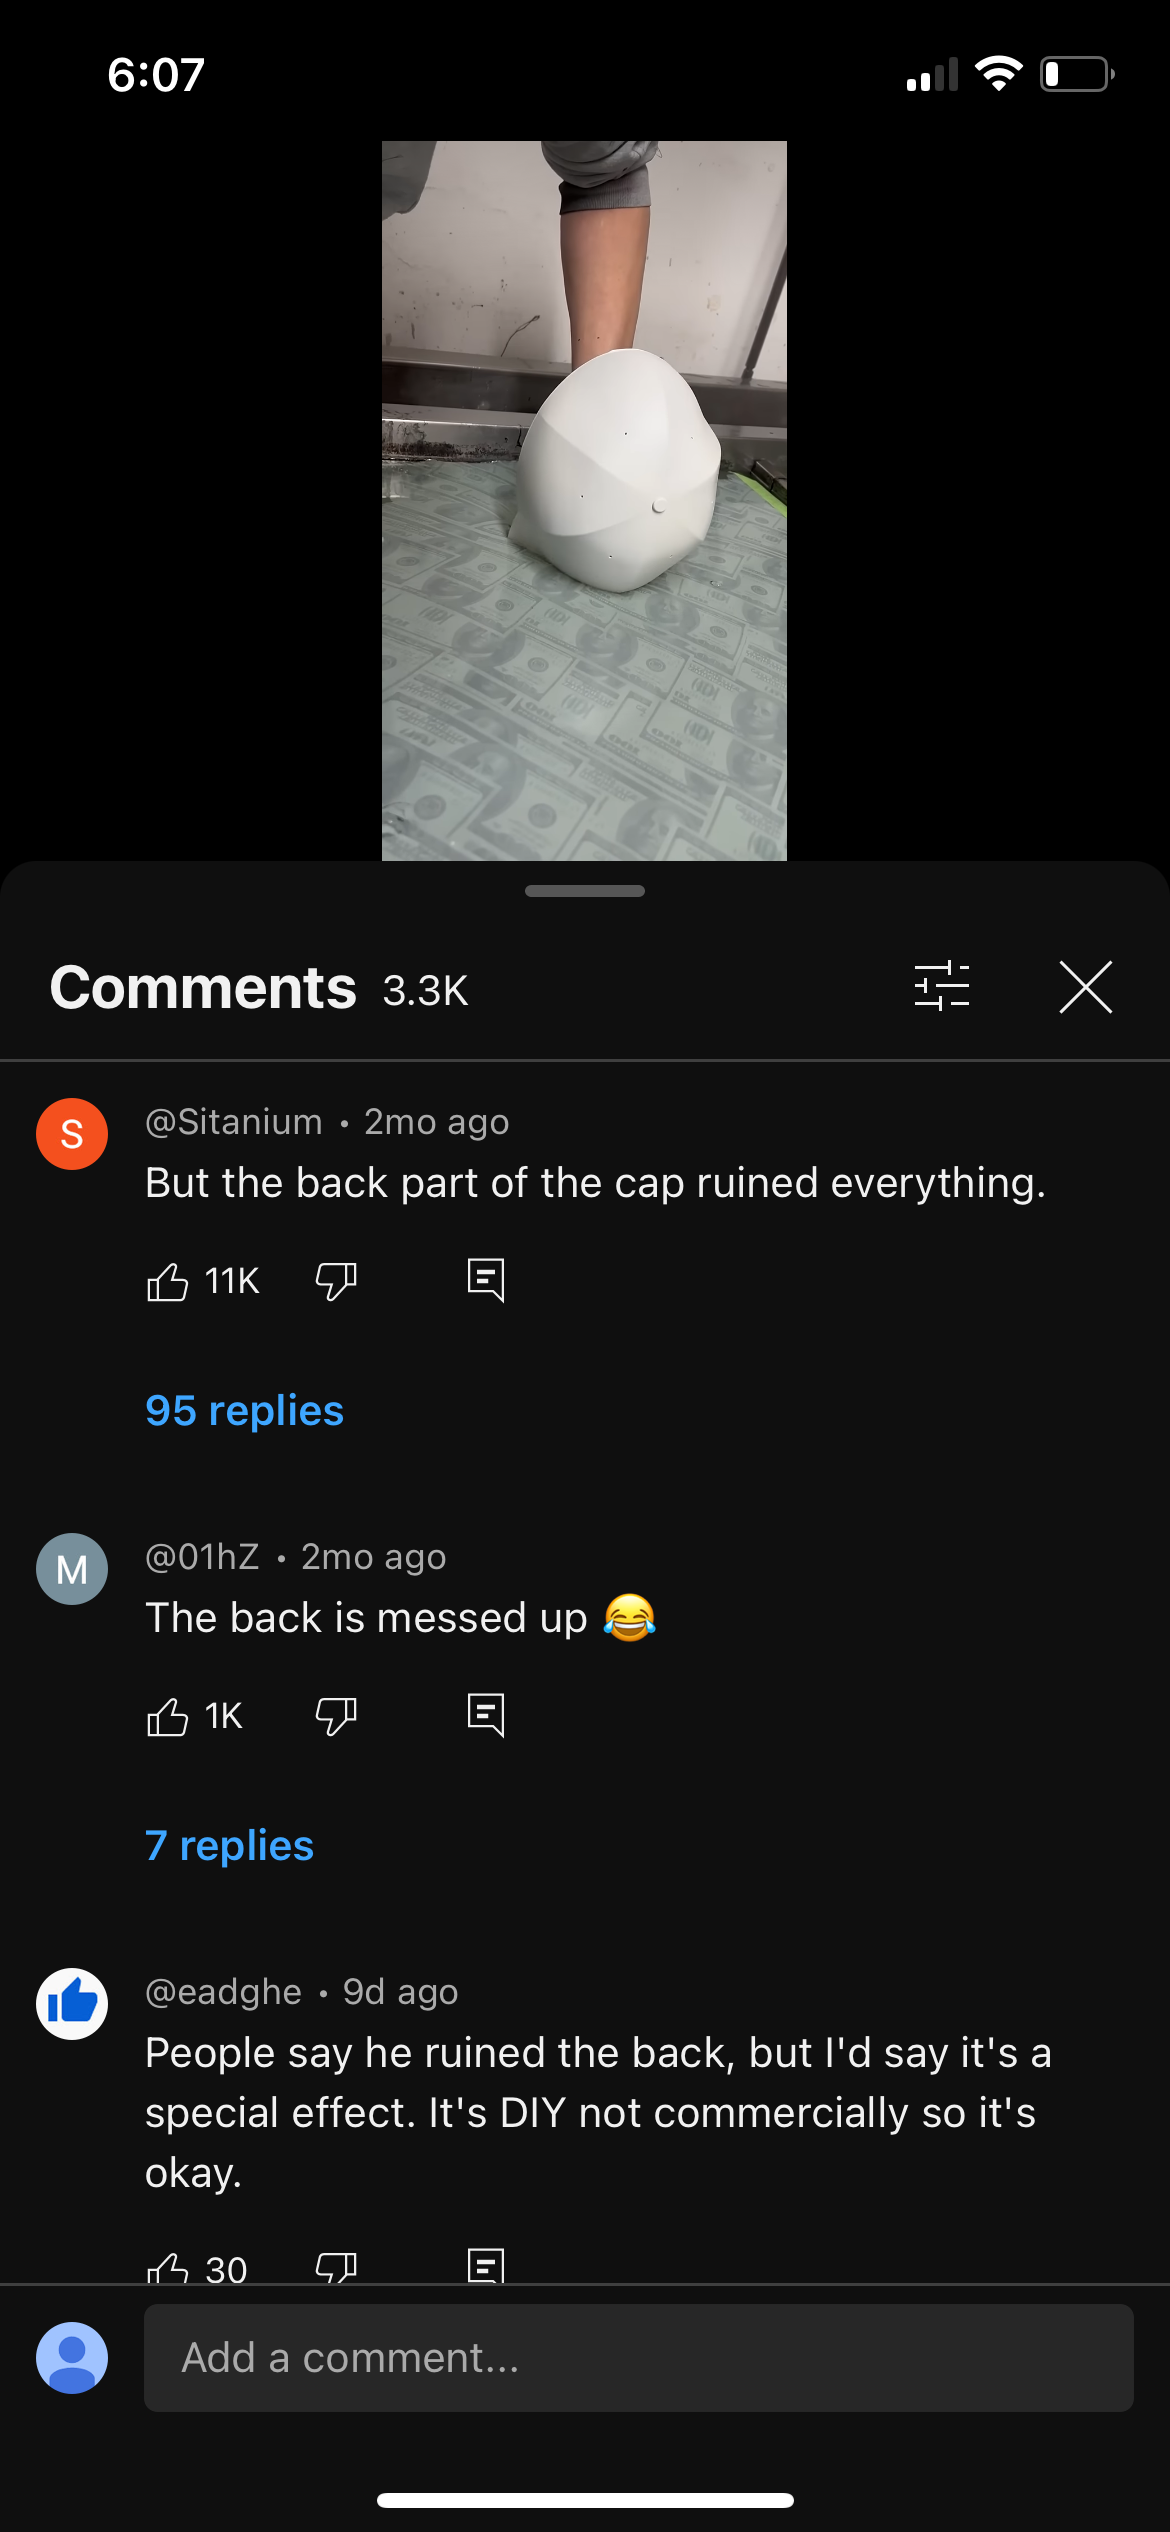 6:07
Comments 3.3K
S
@Sitanium • 2mo ago
But the back part of the cap ruined everything.
11K
95 replies
M
@01hZ • 2mo ago
The back is messed up 😂
1K
7 replies
@eadghe • 9d ago
People say he ruined the back, but I'd say it's a
special effect. It's DIY not commercially so it's
okay.
30
Add a comment...